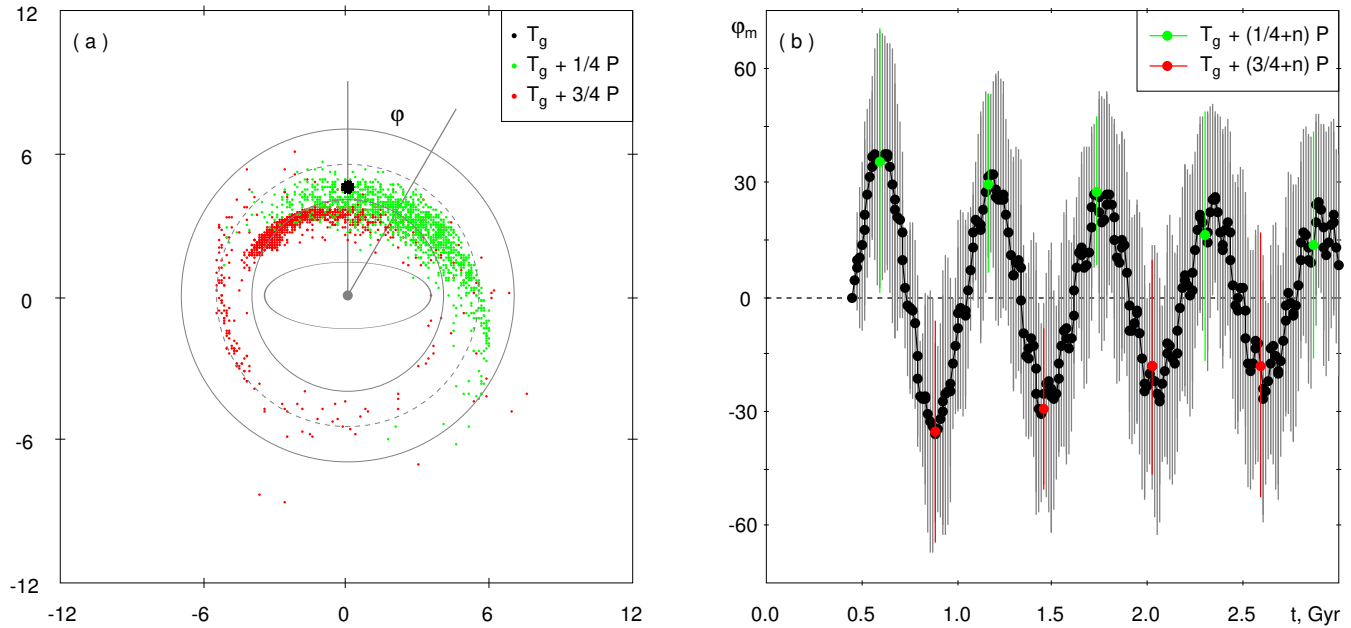 12
( a )
T_g
T_g + 1/4 P
T_g + 3/4 P
φ
6
0
-6
-12
-12
-6
0
6
12
φ_m
( b )
T_g + (1/4+n) P
T_g + (3/4+n) P
60
30
0
-30
-60
0.0
0.5
1.0
1.5
2.0
2.5
t, Gyr